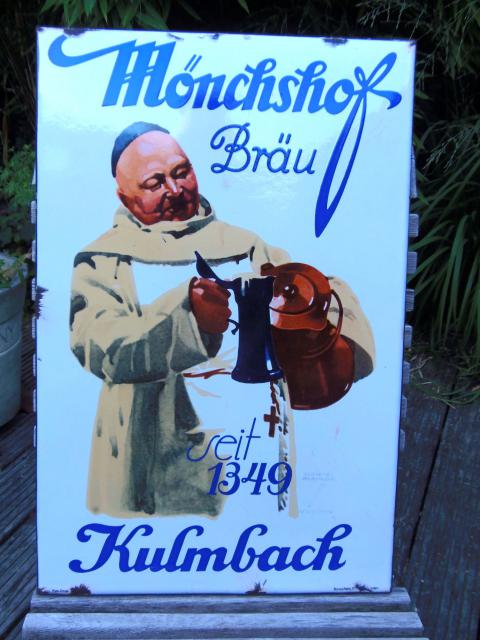 Mönchshof
Bräu
seit
1349
Kulmbach